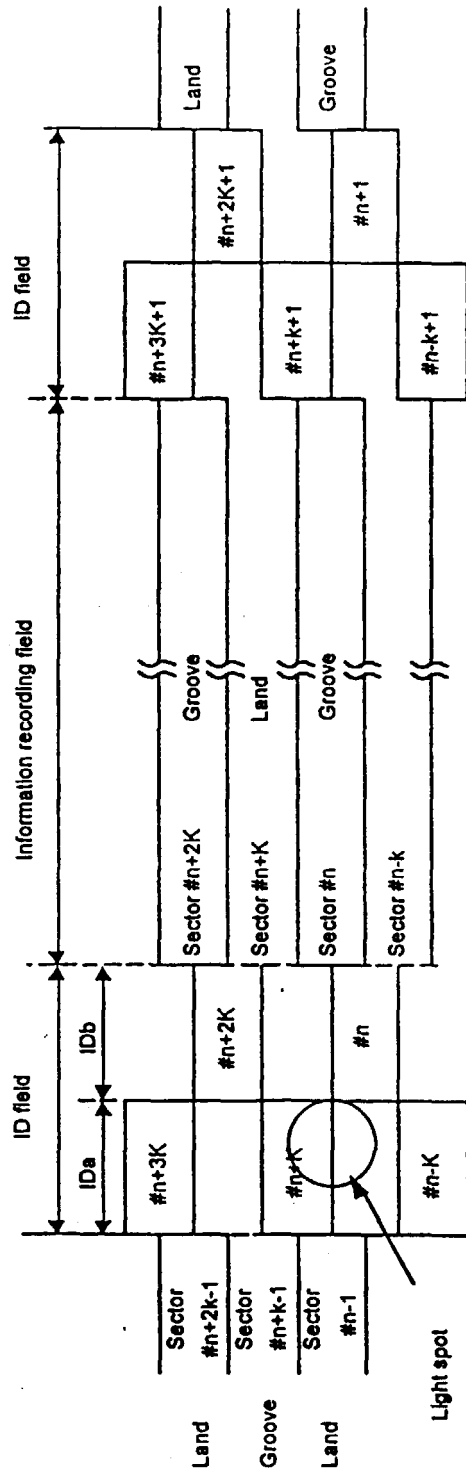 ID field
Information recording field
ID field
IDa
IDb
#n+3K
#n+3K+1
Land
Sector
#n+2k-1
#n+2K
Sector #n+2K
Groove
#n+2K+1
Land
Groove
Sector
#n+k-1
#n+K
Sector #n+K
Land
#n+k+1
Land
Sector
#n-1
#n
Sector #n
Groove
#n+1
Groove
#n-K
Sector #n-k
#n-k+1
Light spot